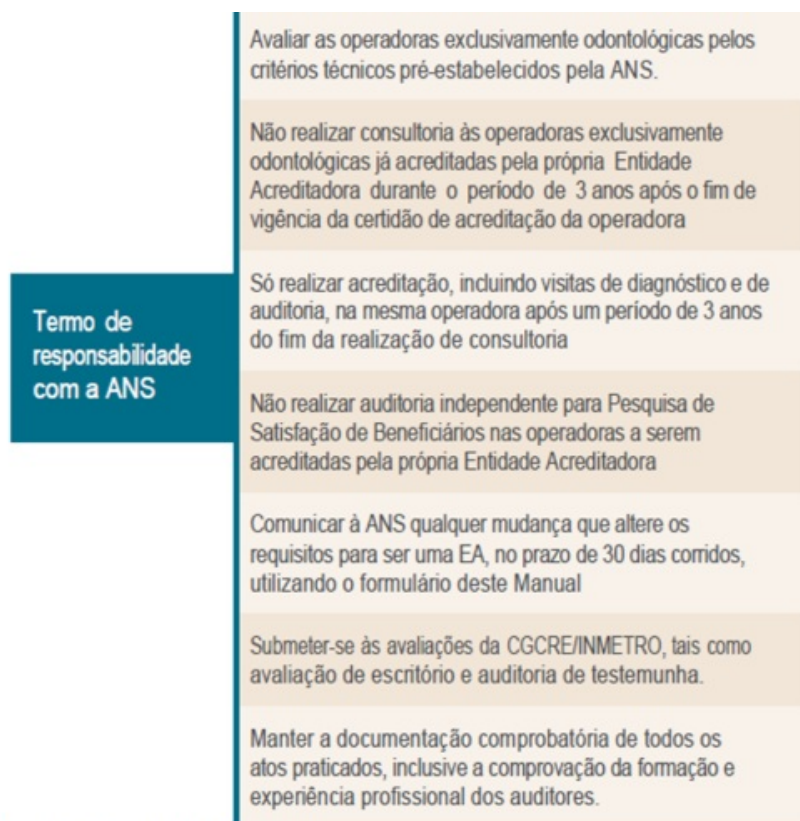 Termo de
responsabilidade
com a ANS
Avaliar as operadoras exclusivamente odontológicas pelos
critérios técnicos pré-estabelecidos pela ANS.
Não realizar consultoria às operadoras exclusivamente
odontológicas já acreditadas pela própria Entidade
Acreditadora durante o período de 3 anos após o fim de
vigência da certidão de acreditação da operadora
Só realizar acreditação, incluindo visitas de diagnóstico e de
auditoria, na mesma operadora após um período de 3 anos
do fim da realização de consultoria
Não realizar auditoria independente para Pesquisa de
Satisfação de Beneficiários nas operadoras a serem
acreditadas pela própria Entidade Acreditadora
Comunicar à ANS qualquer mudança que altere os
requisitos para ser uma EA, no prazo de 30 dias corridos,
utilizando o formulário deste Manual
Submeter-se às avaliações da CGCRE/INMETRO, tais como
avaliação de escritório e auditoria de testemunha.
Manter a documentação comprobatória de todos os
atos praticados, inclusive a comprovação da formação e
experiência profissional dos auditores.